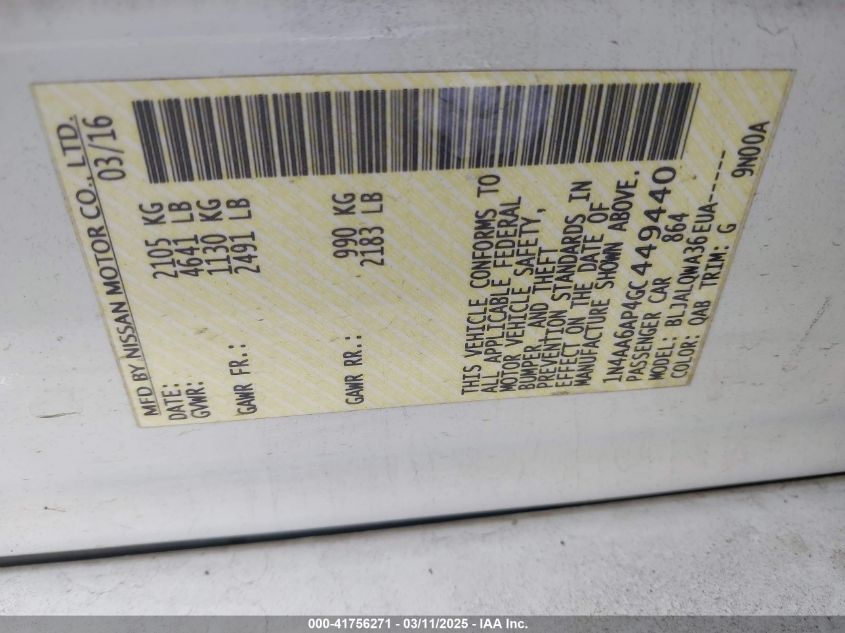 MFD BY NISSAN MOTOR CO., LTD.
DATE: 03/16
GVWR: 2105 KG
4641 LB
GAWR FR.: 1130 KG
2491 LB
GAWR RR.: 990 KG
2183 LB
THIS VEHICLE CONFORMS TO
ALL APPLICABLE FEDERAL
MOTOR VEHICLE SAFETY,
BUMPER, AND THEFT
PREVENTION STANDARDS IN
EFFECT ON THE DATE OF
MANUFACTURE SHOWN ABOVE.
1N4AA6AP4GC449440
PASSENGER CAR 864
MODEL: BLJALQWA36EUA-----
COLOR: QAB TRIM: G 9N00A
000-41756271 - 03/11/2025 - IAA Inc.